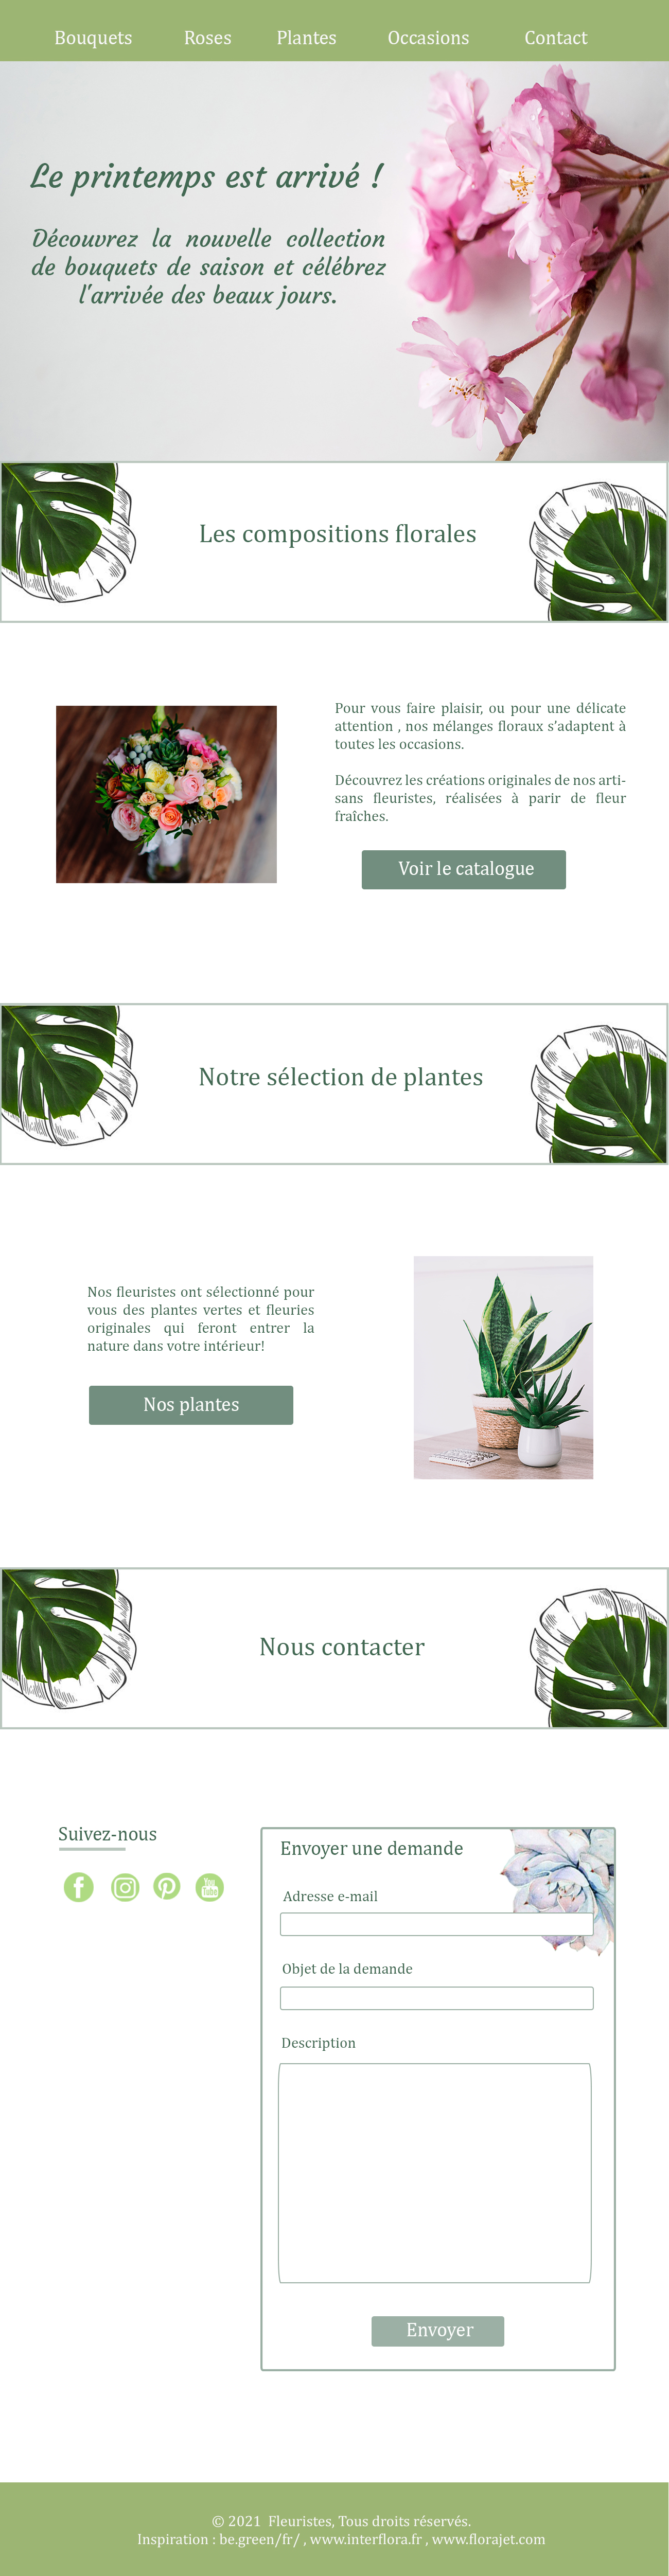 Bouquets Roses Plantes Occasions Contact
Le printemps est arrivé !
Découvrez la nouvelle collection
de bouquets de saison et célébrez
l'arrivée des beaux jours.
Les compositions florales
Pour vous faire plaisir, ou pour une délicate
attention , nos mélanges floraux s'adaptent à
toutes les occasions.
Découvrez les créations originales de nos arti-
sans fleuristes, réalisées à parir de fleur
fraîches.
Voir le catalogue
Notre sélection de plantes
Nos fleuristes ont sélectionné pour
vous des plantes vertes et fleuries
originales qui feront entrer la
nature dans votre intérieur!
Nos plantes
Nous contacter
Suivez-nous
You
Tube
Envoyer une demande
Adresse e-mail
Objet de la demande
Description
Envoyer
© 2021 Fleuristes, Tous droits réservés.
Inspiration : be.green/fr/ , www.interflora.fr , www.florajet.com